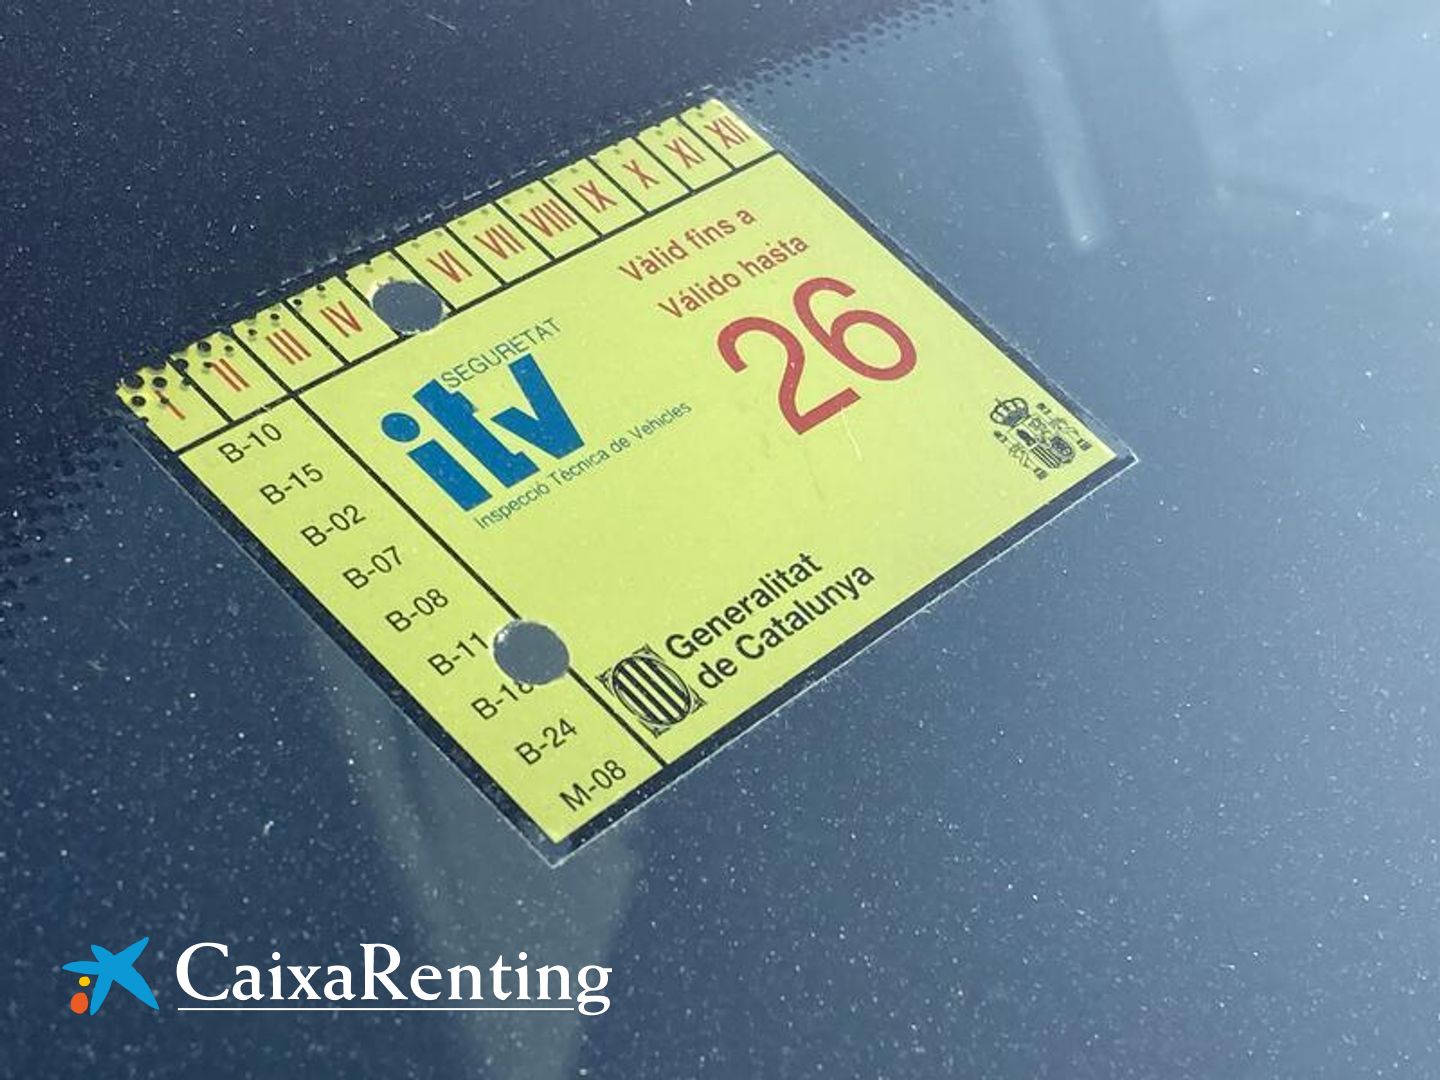 I II III IV VI VII VIII IX X XI XII
Vàlid fins a
Válido hasta
26
SEGURETAT
itv
Inspecció Tècnica de Vehicles
B-10
B-15
B-02
B-07
B-08
B-11
B-18
B-24
M-08
Generalitat
de Catalunya
CaixaRenting